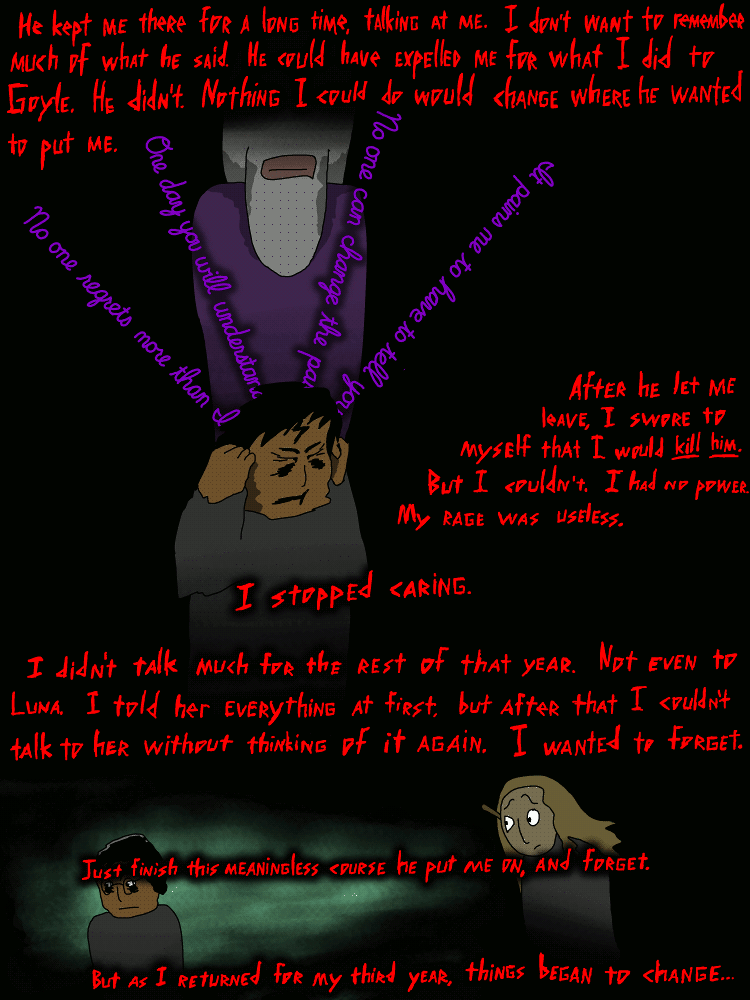 He kept me there for a long time, talking at me. I don't want to remember
much of what he said. He could have expelled me for what I did to
Goyle. He didn't. Nothing I could do would change where he wanted
to put me.
No one regrets more than I
One day you will understand
No one can change the pa
It pains me to have to tell you
After he let me
leave, I swore to
myself that I would kill him.
But I couldn't. I had no power.
My rage was useless.
I stopped caring.
I didn't talk much for the rest of that year. Not even to
Luna. I told her everything at first, but after that I couldn't
talk to her without thinking of it again. I wanted to forget.
Just finish this meaningless course he put me on, and forget.
But as I returned for my third year, things began to change...